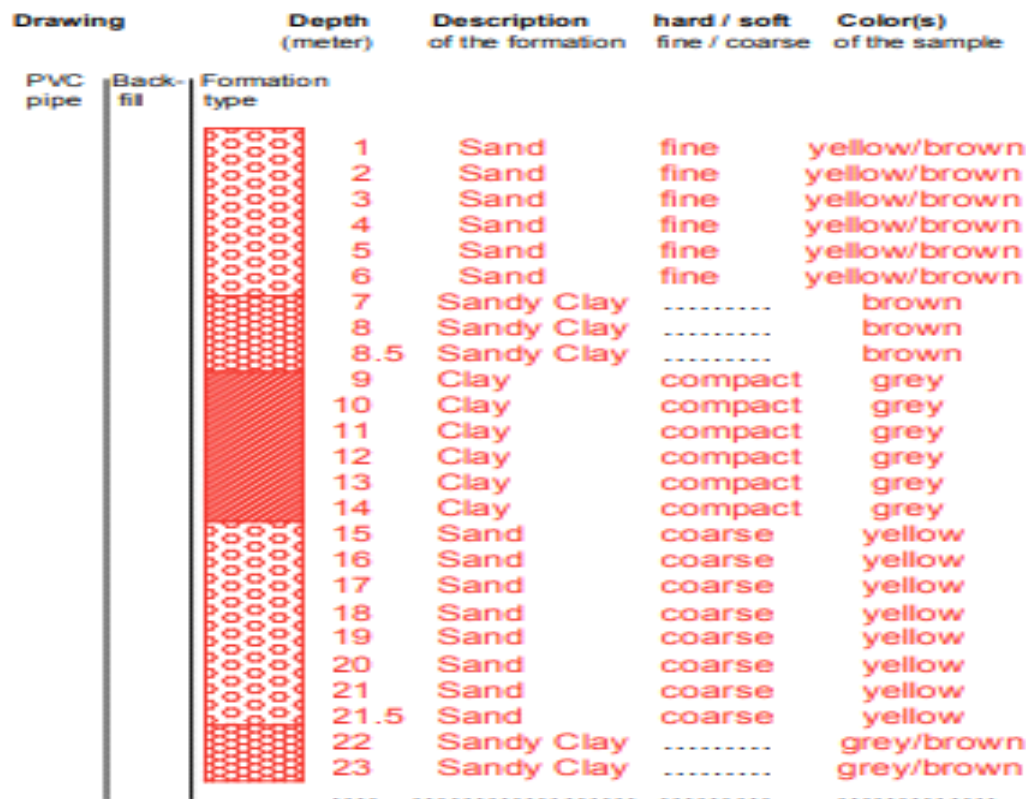 Drawing Depth Description hard / soft Color(s)
(meter) of the formation fine / coarse of the sample
PVC Back- Formation
pipe fill type
1 Sand fine yellow/brown
2 Sand fine yellow/brown
3 Sand fine yellow/brown
4 Sand fine yellow/brown
5 Sand fine yellow/brown
6 Sand fine yellow/brown
7 Sandy Clay --------- brown
8 Sandy Clay --------- brown
8.5 Sandy Clay --------- brown
9 Clay compact grey
10 Clay compact grey
11 Clay compact grey
12 Clay compact grey
13 Clay compact grey
14 Clay compact grey
15 Sand coarse yellow
16 Sand coarse yellow
17 Sand coarse yellow
18 Sand coarse yellow
19 Sand coarse yellow
20 Sand coarse yellow
21 Sand coarse yellow
21.5 Sand coarse yellow
22 Sandy Clay --------- grey/brown
23 Sandy Clay --------- grey/brown